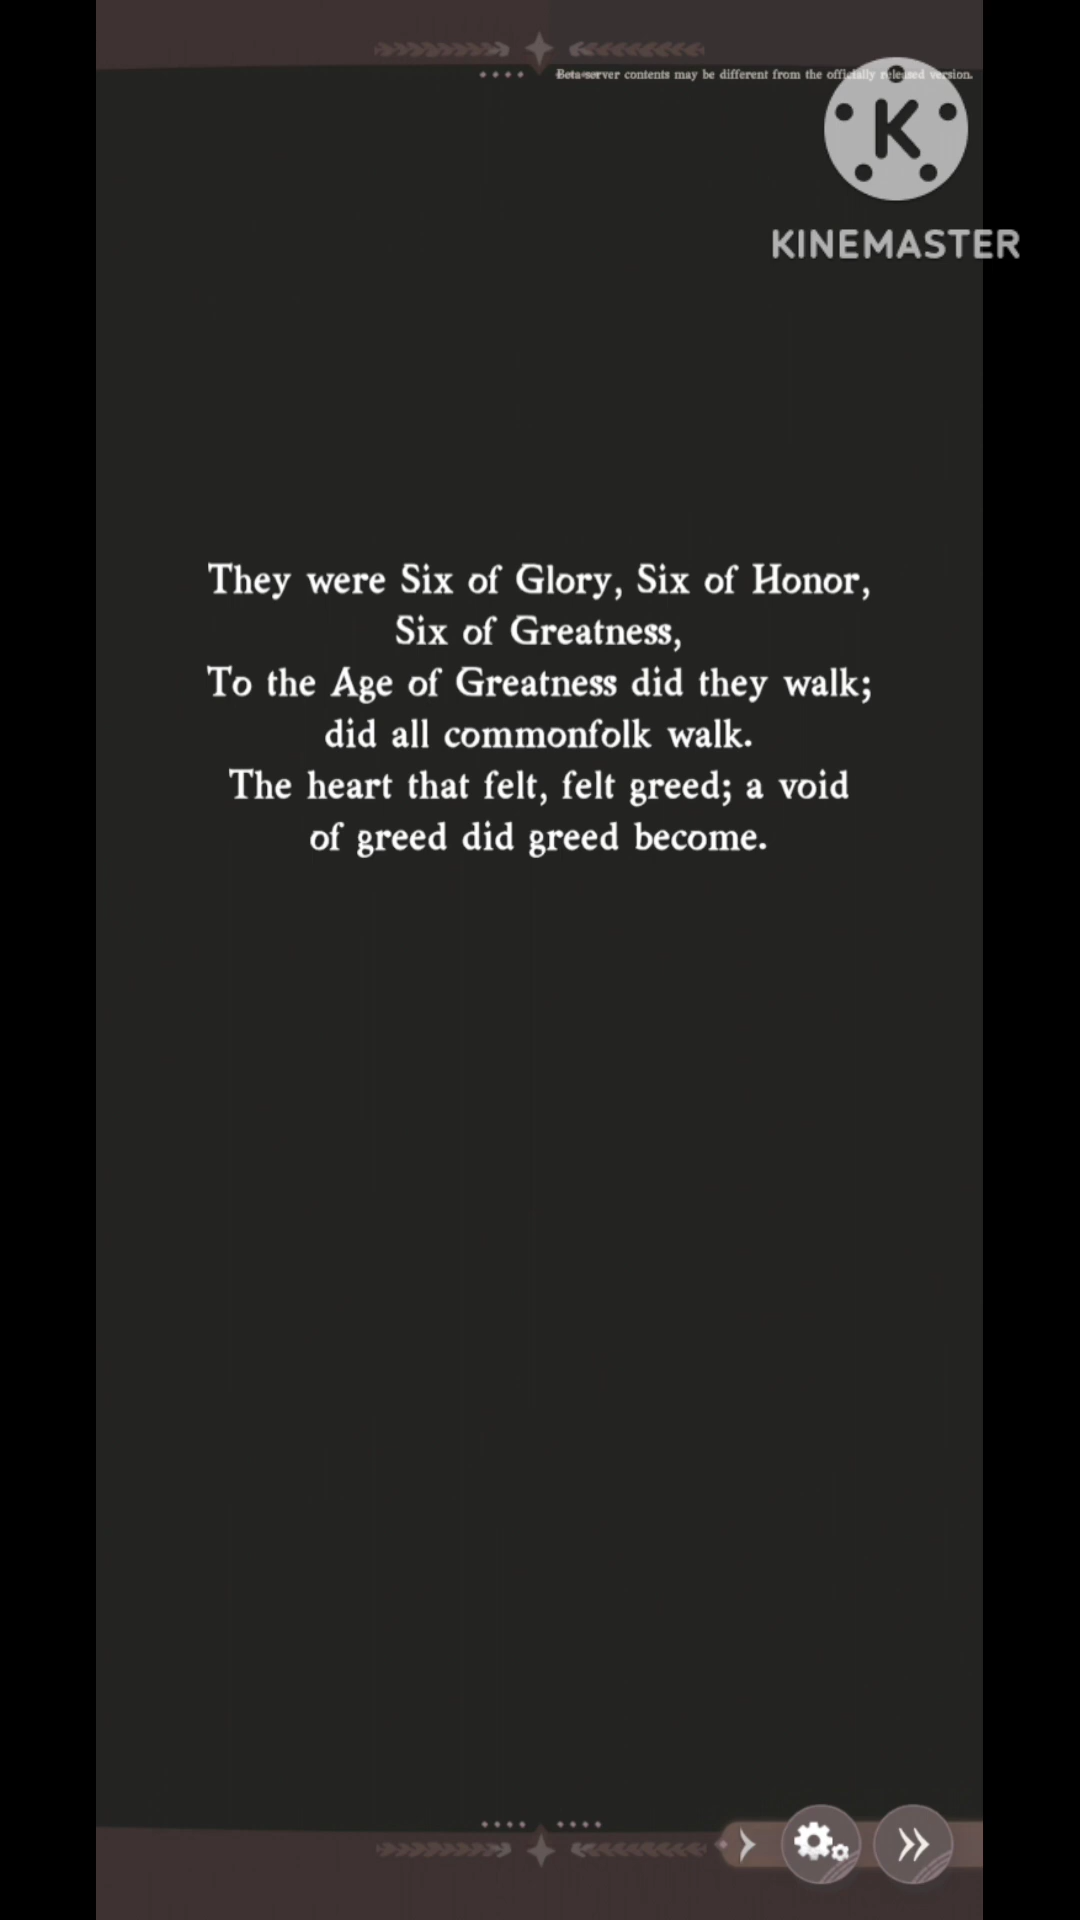 Beta server contents may be different from the officially released version.
K
KINEMASTER
They were Six of Glory, Six of Honor,
Six of Greatness,
To the Age of Greatness did they walk;
did all commonfolk walk.
The heart that felt, felt greed; a void
of greed did greed become.